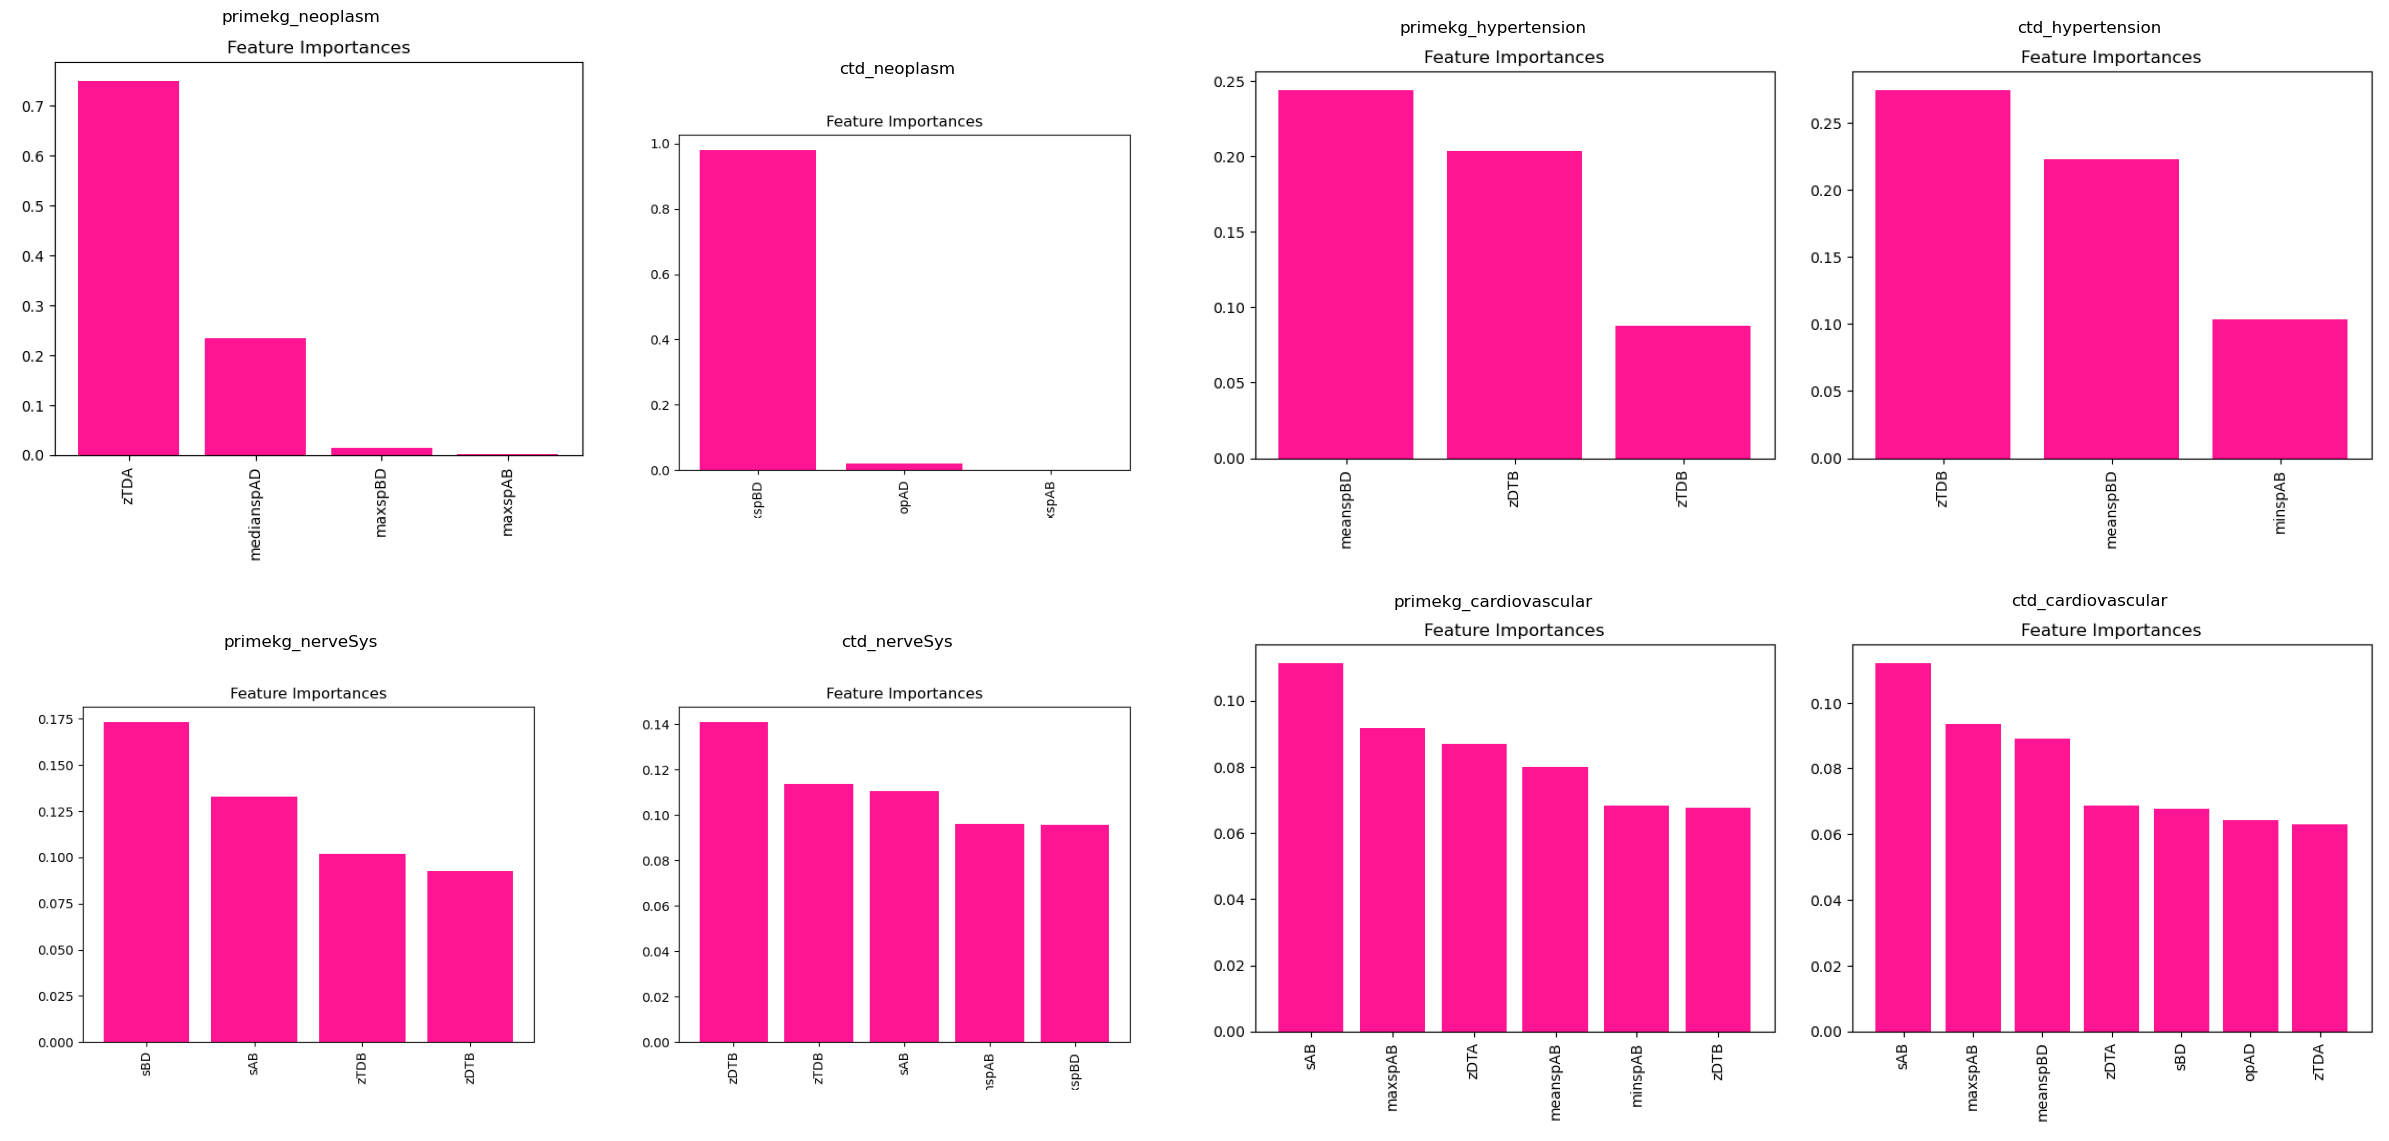 primekg_neoplasm
Feature Importances
0.7
0.6
0.5
0.4
0.3
0.2
0.1
0.0
zTDA
medianspAD
maxspBD
maxspAB
ctd_neoplasm
Feature Importances
1.0
0.8
0.6
0.4
0.2
0.0
xspBD
opAD
xspAB
primekg_hypertension
Feature Importances
0.25
0.20
0.15
0.10
0.05
0.00
meanspBD
zDTB
zTDB
ctd_hypertension
Feature Importances
0.25
0.20
0.15
0.10
0.05
0.00
zTDB
meanspBD
minspAB
primekg_nerveSys
Feature Importances
0.175
0.150
0.125
0.100
0.075
0.050
0.025
0.000
sBD
sAB
zTDB
zDTB
ctd_nerveSys
Feature Importances
0.14
0.12
0.10
0.08
0.06
0.04
0.02
0.00
zDTB
zTDB
sAB
nspAB
xspBD
primekg_cardiovascular
Feature Importances
0.10
0.08
0.06
0.04
0.02
0.00
sAB
maxspAB
zDTA
meanspAB
minspAB
zDTB
ctd_cardiovascular
Feature Importances
0.10
0.08
0.06
0.04
0.02
0.00
sAB
maxspAB
meanspBD
zDTA
sBD
opAD
zTDA